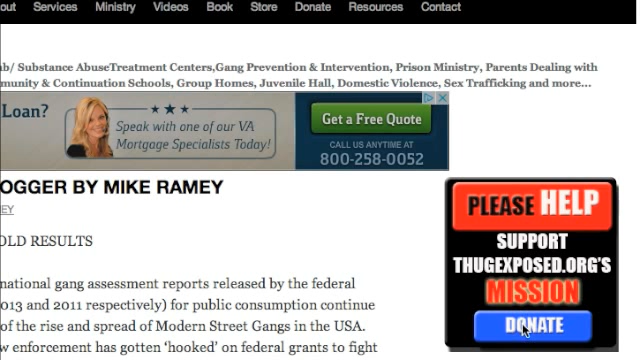 out Services Ministry Videos Book Store Donate Resources Contact
ab/ Substance AbuseTreatment Centers,Gang Prevention & Intervention, Prison Ministry, Parents Dealing with
munity & Continuation Schools, Group Homes, Juvenile Hall, Domestic Violence, Sex Trafficking and more...
Loan?
Speak with one of our VA
Mortgage Specialists Today!
Get a Free Quote
CALL US ANYTIME AT
800-258-0052
OGGER BY MIKE RAMEY
EY
OLD RESULTS
national gang assessment reports released by the federal
013 and 2011 respectively) for public consumption continue
of the rise and spread of Modern Street Gangs in the USA.
w enforcement has gotten 'hooked' on federal grants to fight
PLEASE HELP
SUPPORT
THUGEXPOSED.ORG'S
MISSION
DONATE